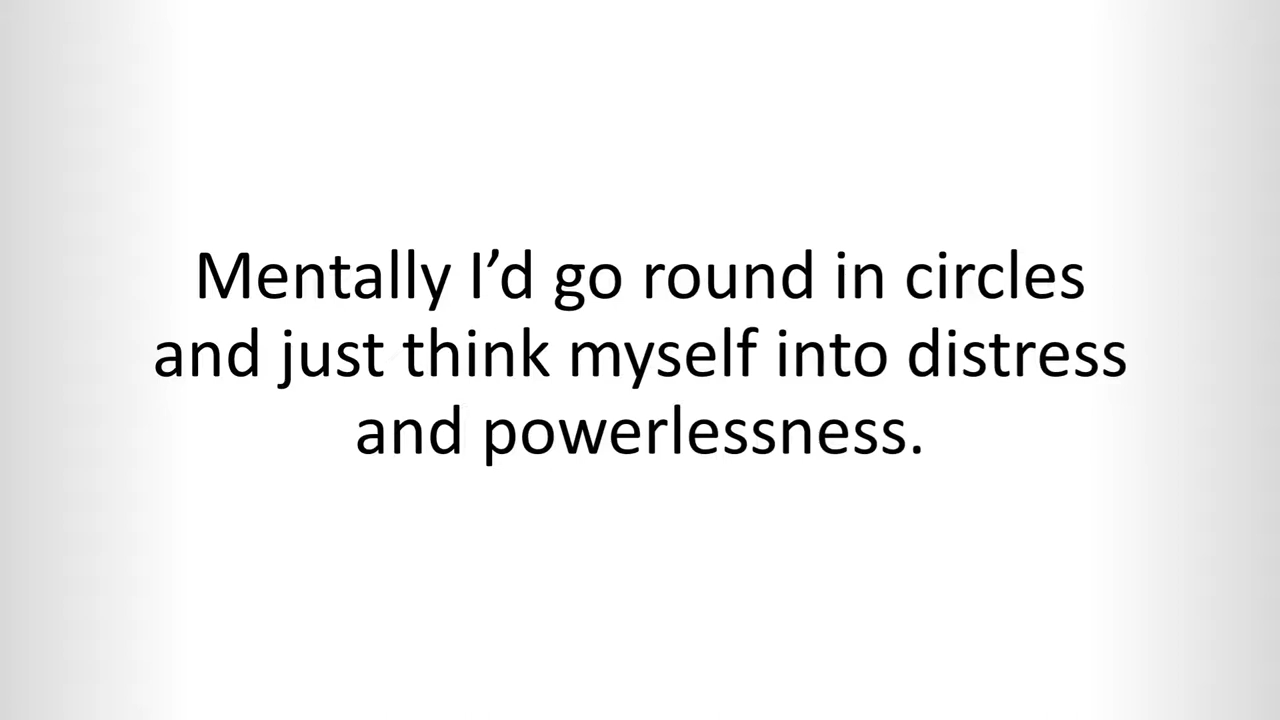 Mentally I’d go round in circles
and just think myself into distress
and powerlessness.